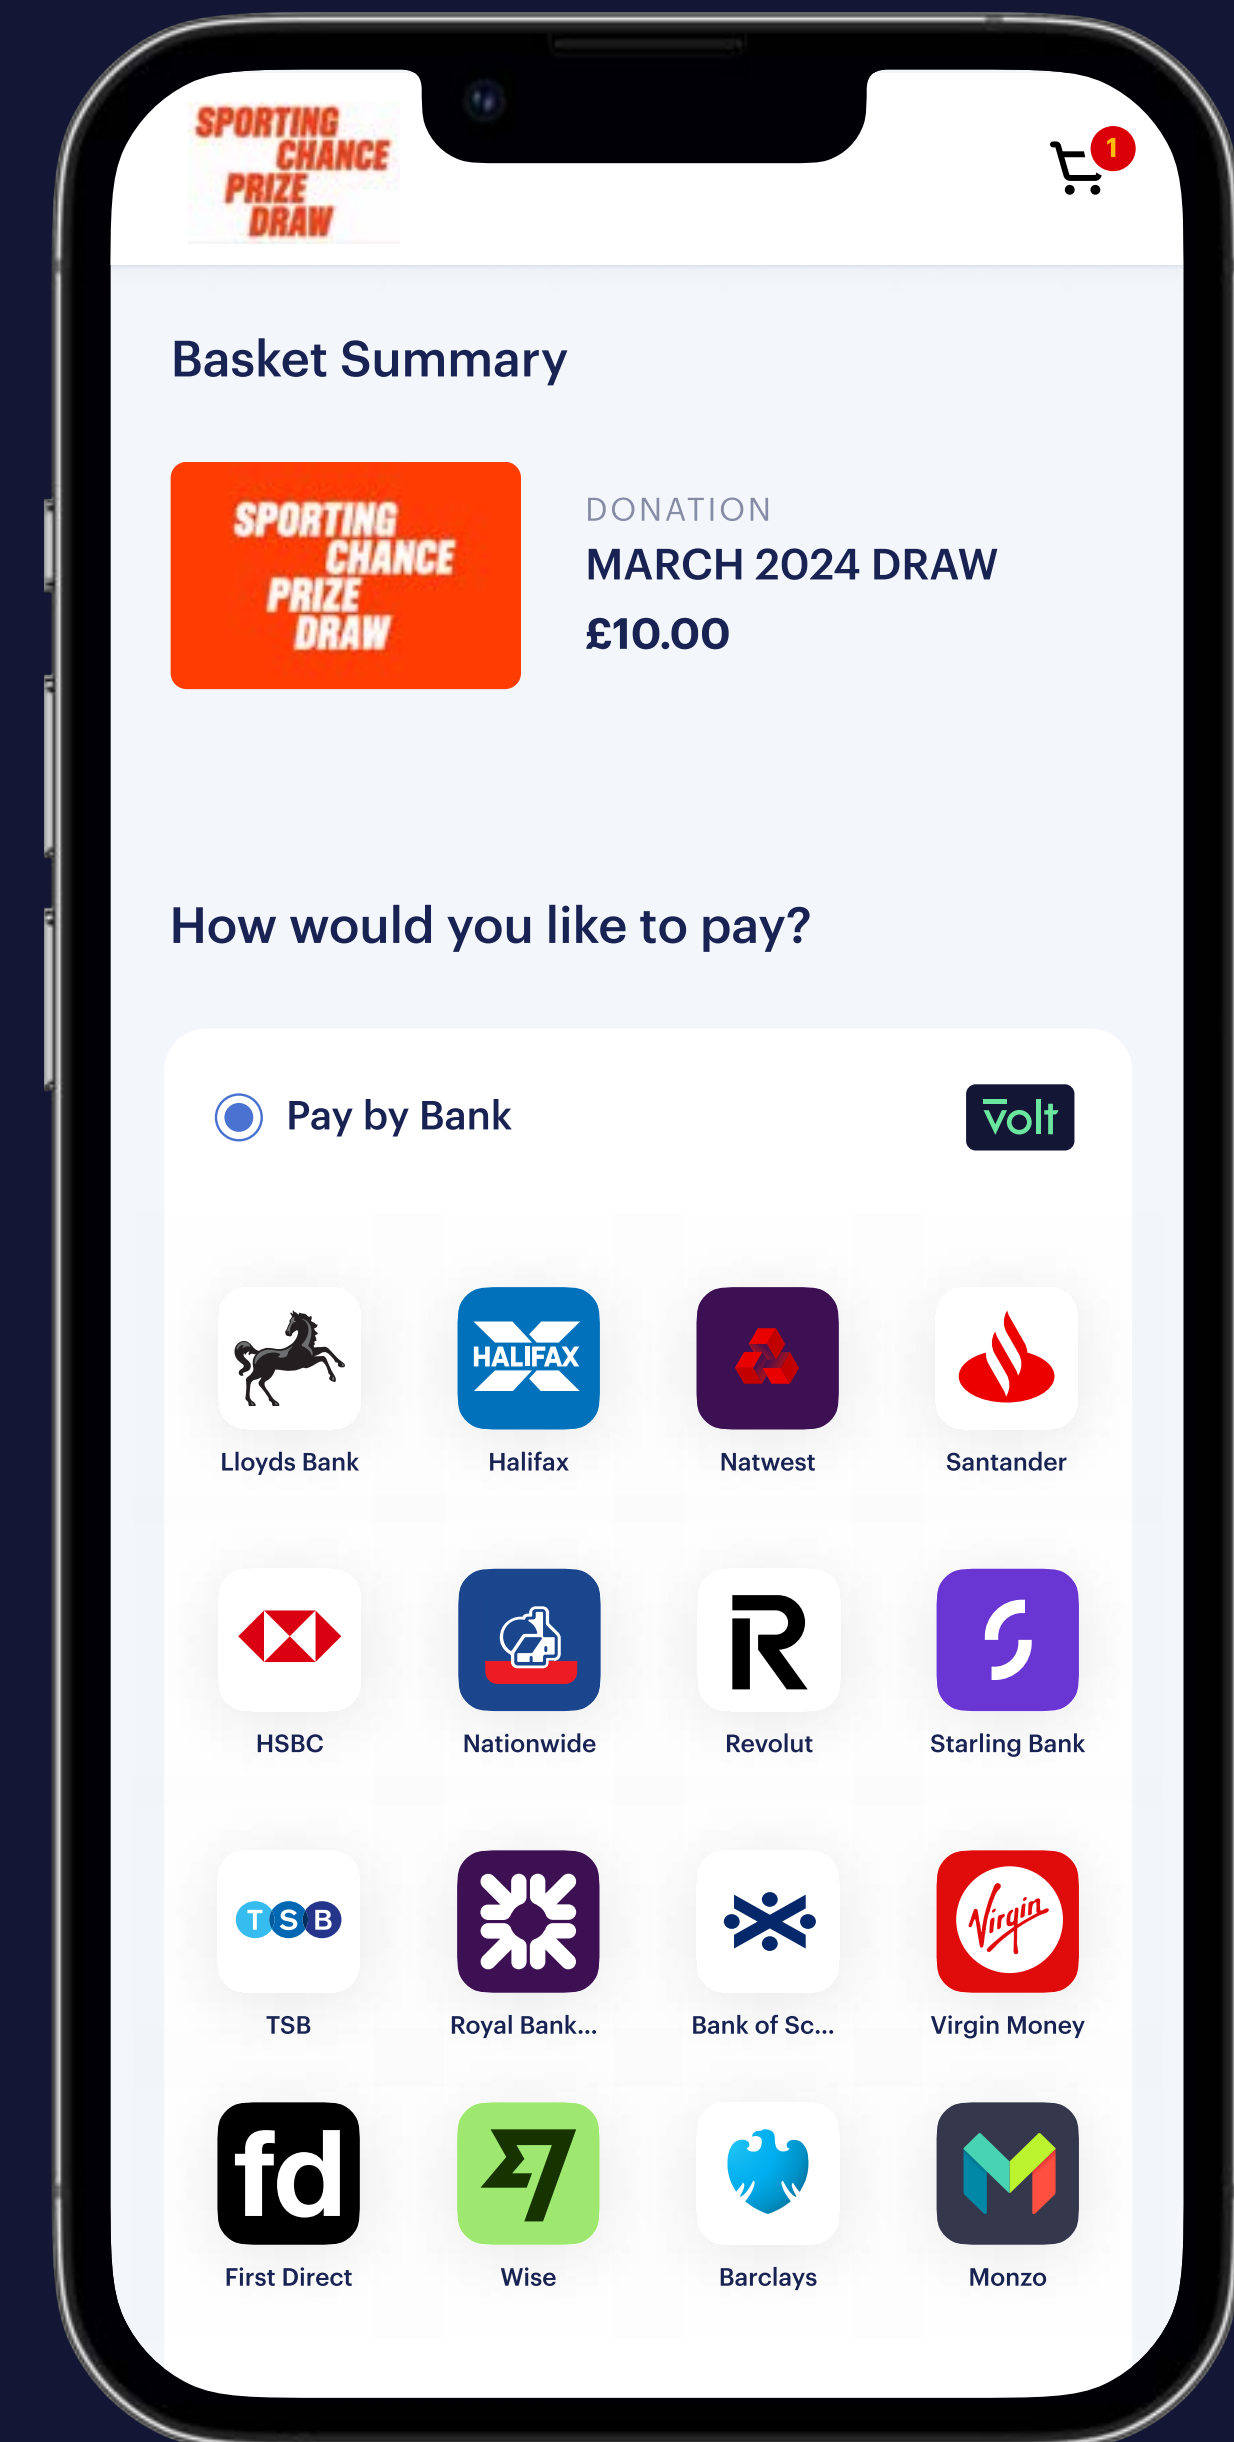 SPORTING
CHANCE
PRIZE
DRAW
1
Basket Summary
SPORTING
CHANCE
PRIZE
DRAW
DONATION
MARCH 2024 DRAW
£10.00
How would you like to pay?
Pay by Bank
volt
HALIFAX
Lloyds Bank
Halifax
Natwest
Santander
R
HSBC
Nationwide
Revolut
Starling Bank
TSB
Virgin
TSB
Royal Bank...
Bank of Sc...
Virgin Money
fd
First Direct
Wise
Barclays
Monzo